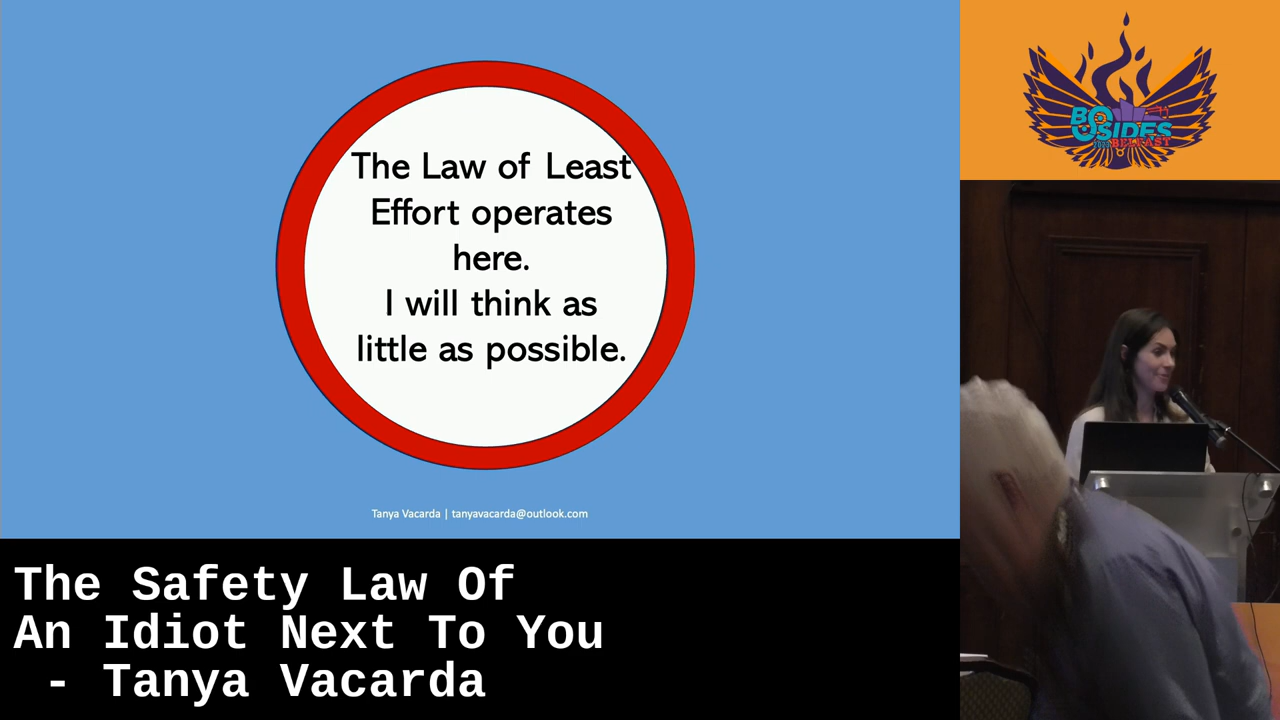 The Law of Least
Effort operates
here.
I will think as
little as possible.
Tanya Vacarda | tanyavacarda@outlook.com
The Safety Law Of
An Idiot Next To You
- Tanya Vacarda
BSIDES
BELFAST